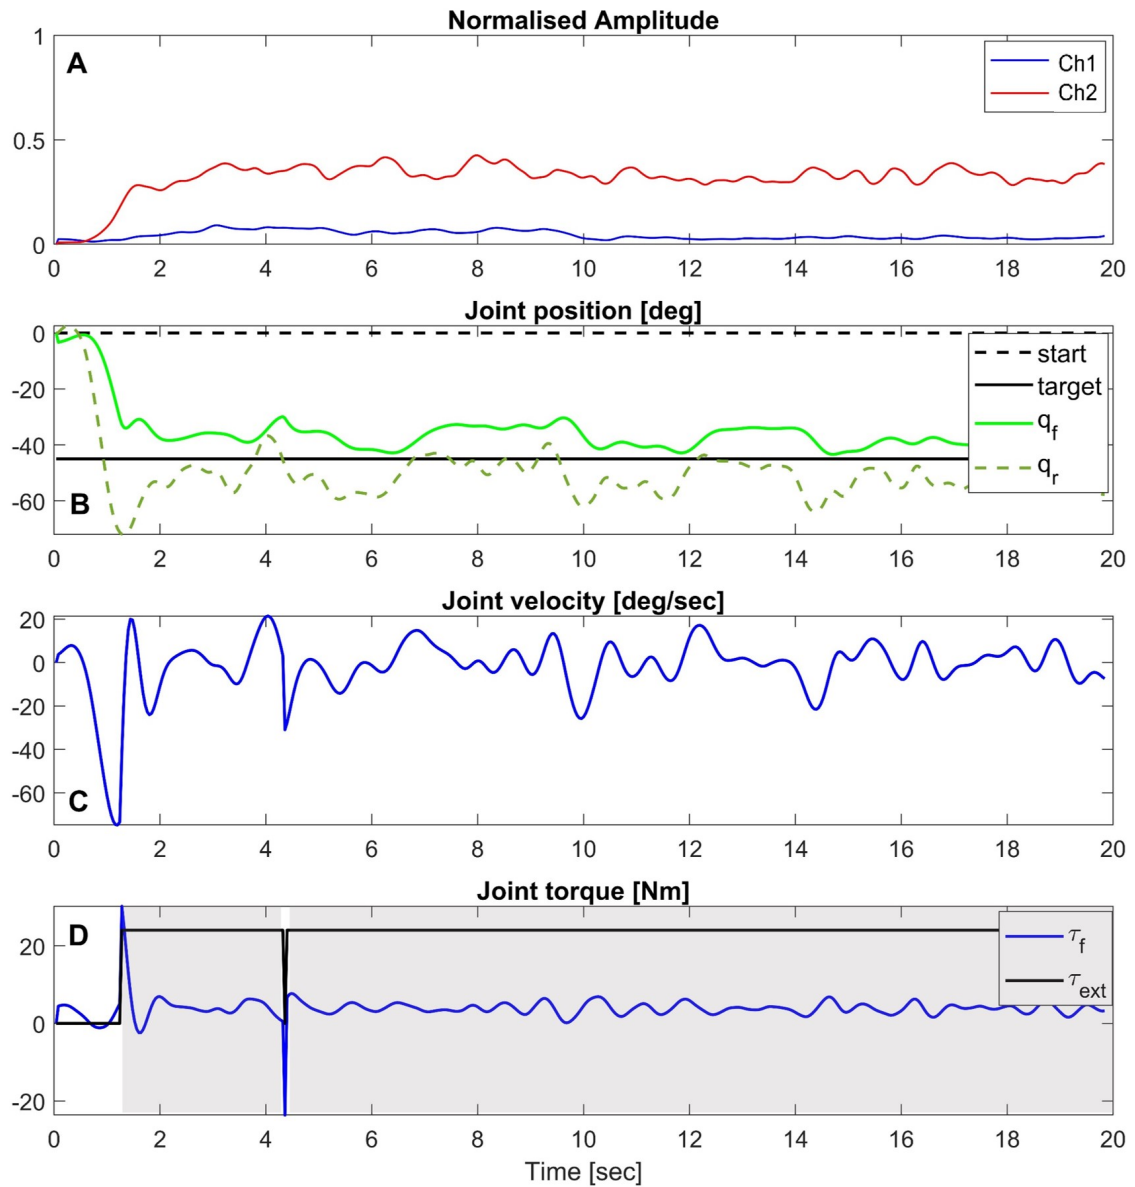 Normalised Amplitude
A
Ch1
Ch2
1
0.5
0
0 2 4 6 8 10 12 14 16 18 20
Joint position [deg]
B
start
target
q_f
q_r
0
-20
-40
-60
0 2 4 6 8 10 12 14 16 18 20
Joint velocity [deg/sec]
C
20
0
-20
-40
-60
0 2 4 6 8 10 12 14 16 18 20
Joint torque [Nm]
D
τ_f
τ_ext
20
0
-20
0 2 4 6 8 10 12 14 16 18 20
Time [sec]